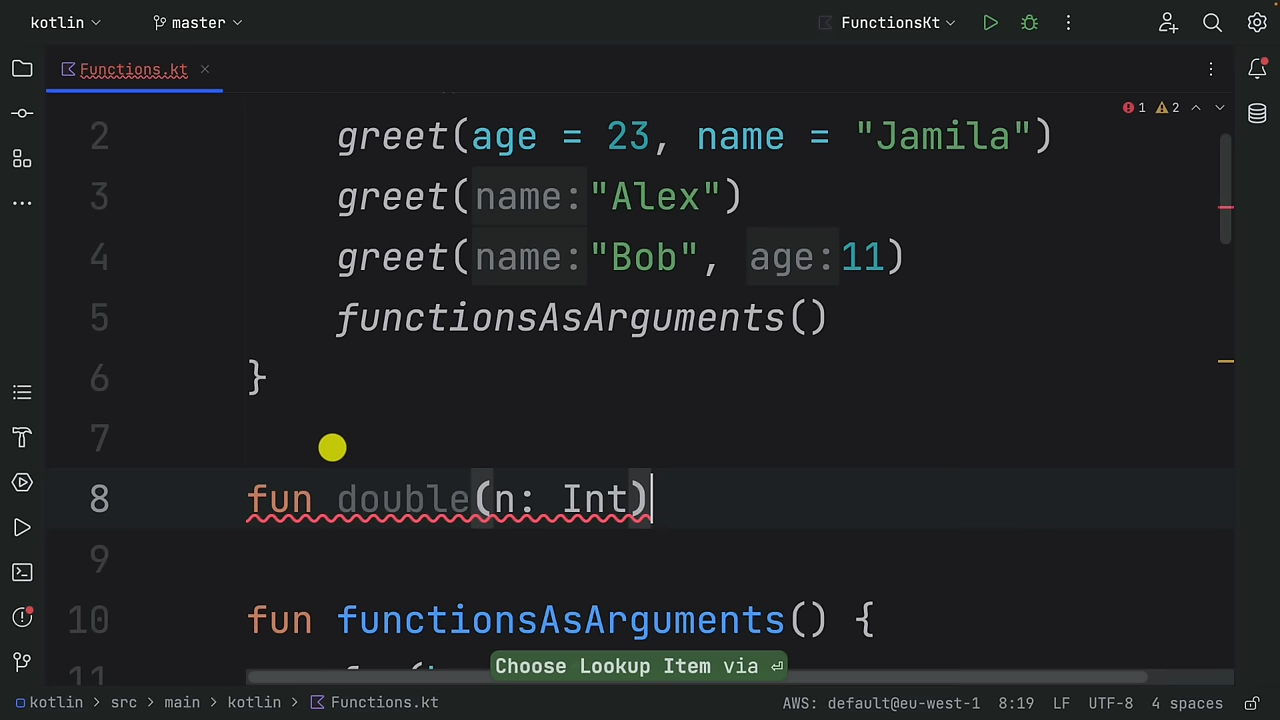 kotlin master FunctionsKt
Functions.kt
1 2
2 greet(age = 23, name = "Jamila")
3 greet(name:"Alex")
4 greet(name:"Bob", age:11)
5 functionsAsArguments()
6 }
7
8 fun double(n: Int)
9
10 fun functionsAsArguments() {
11
Choose Lookup Item via ⏎
kotlin > src > main > kotlin > Functions.kt AWS: default@eu-west-1 8:19 LF UTF-8 4 spaces